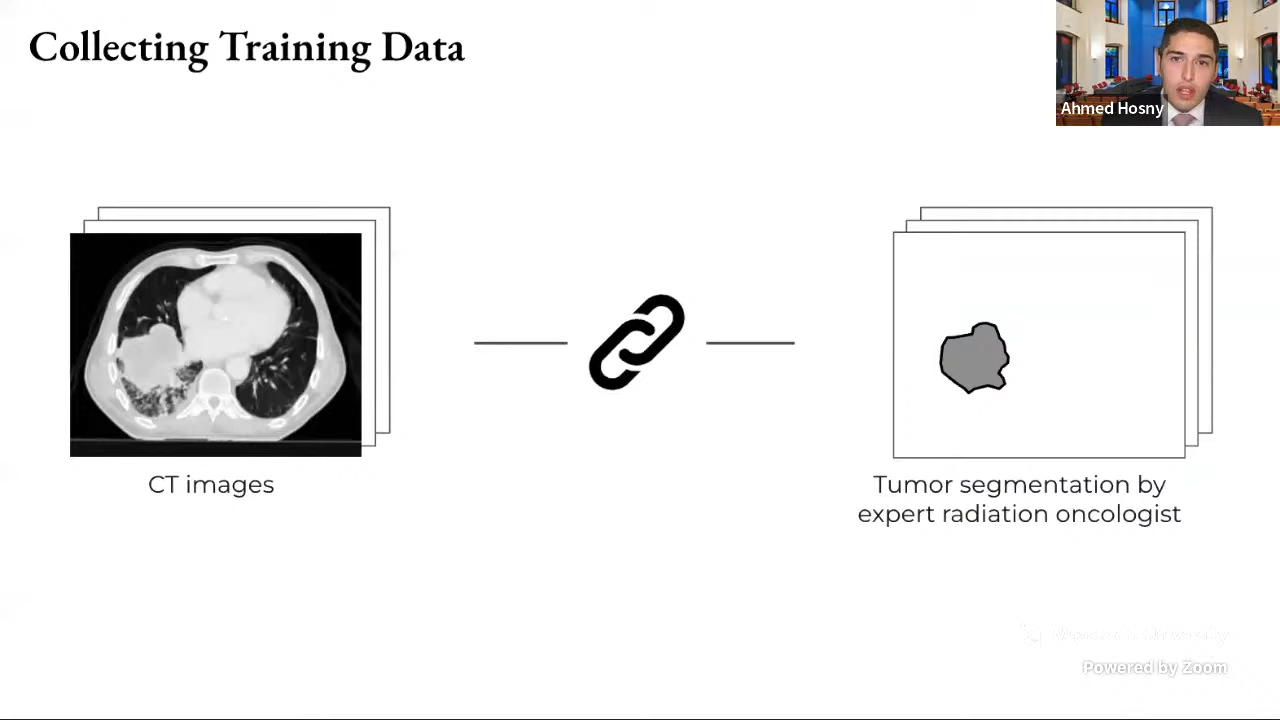 Collecting Training Data
Ahmed Hosny
CT images
Tumor segmentation by
expert radiation oncologist
Powered by Zoom